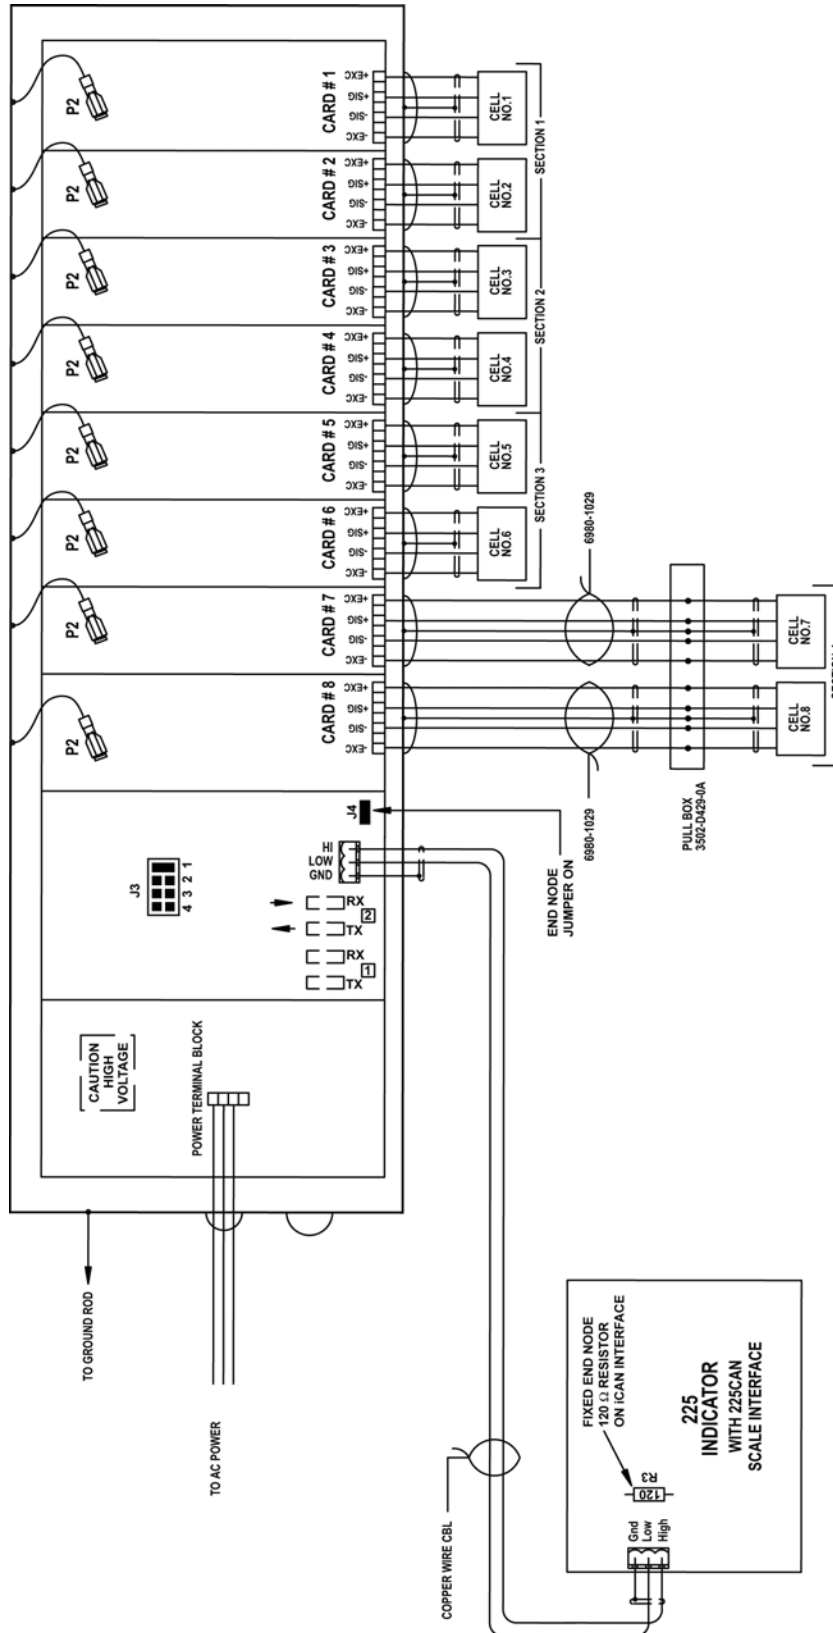 P2
CARD # 1
+EXC
+SIG
-SIG
-EXC
CELL
NO.1
SECTION 1
P2
CARD # 2
+EXC
+SIG
-SIG
-EXC
CELL
NO.2
P2
CARD # 3
+EXC
+SIG
-SIG
-EXC
CELL
NO.3
SECTION 2
P2
CARD # 4
+EXC
+SIG
-SIG
-EXC
CELL
NO.4
P2
CARD # 5
+EXC
+SIG
-SIG
-EXC
CELL
NO.5
SECTION 3
P2
CARD # 6
+EXC
+SIG
-SIG
-EXC
CELL
NO.6
P2
CARD # 7
+EXC
+SIG
-SIG
-EXC
6980-1029
CELL
NO.7
P2
CARD # 8
+EXC
+SIG
-SIG
-EXC
6980-1029
CELL
NO.8
PULL BOX
3502-D429-0A
J4
END NODE
JUMPER ON
J3
4 3 2 1
HI
LOW
GND
RX
2
TX
RX
1
TX
CAUTION
HIGH
VOLTAGE
POWER TERMINAL BLOCK
TO GROUND ROD
TO AC POWER
COPPER WIRE CBL
FIXED END NODE
120 Ω RESISTOR
ON iCAN INTERFACE
R3
120
Gnd
Low
High
225
INDICATOR
WITH 225CAN
SCALE INTERFACE